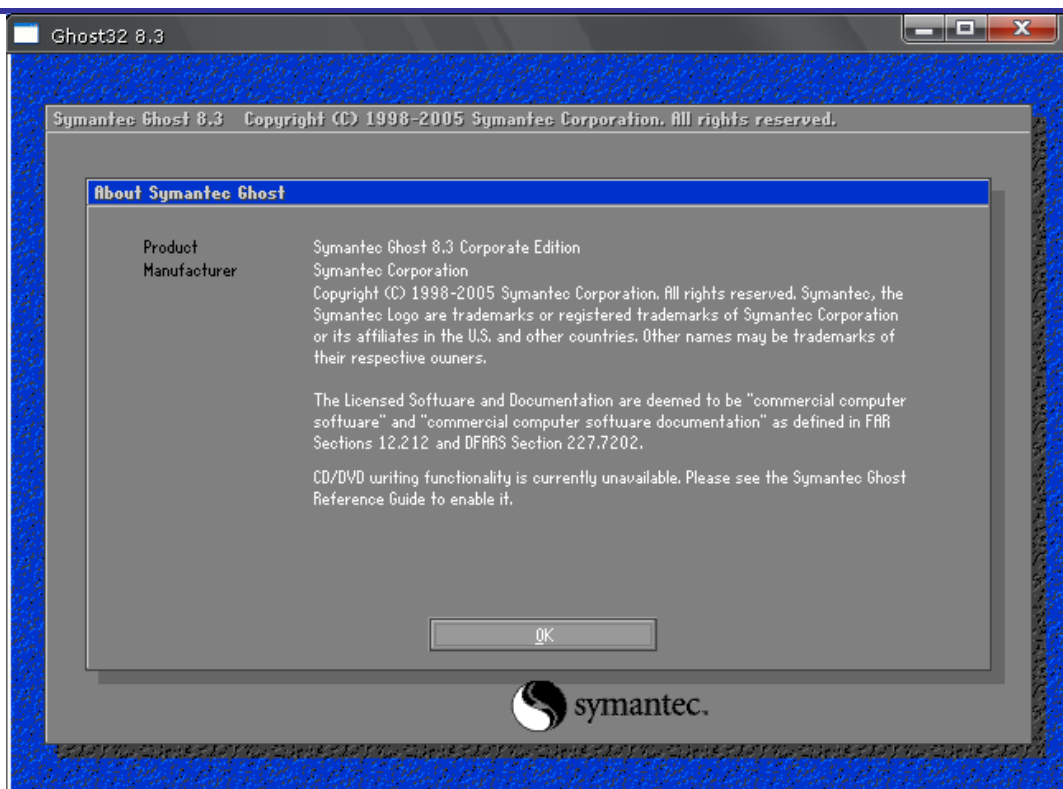 Ghost32 8.3
Symantec Ghost 8.3 Copyright (C) 1998-2005 Symantec Corporation. All rights reserved.
About Symantec Ghost
Product Symantec Ghost 8.3 Corporate Edition
Manufacturer Symantec Corporation
Copyright (C) 1998-2005 Symantec Corporation. All rights reserved. Symantec, the
Symantec Logo are trademarks or registered trademarks of Symantec Corporation
or its affiliates in the U.S. and other countries. Other names may be trademarks of
their respective owners.
The Licensed Software and Documentation are deemed to be "commercial computer
software" and "commercial computer software documentation" as defined in FAR
Sections 12.212 and DFARS Section 227.7202.
CD/DVD writing functionality is currently unavailable. Please see the Symantec Ghost
Reference Guide to enable it.
OK
symantec.